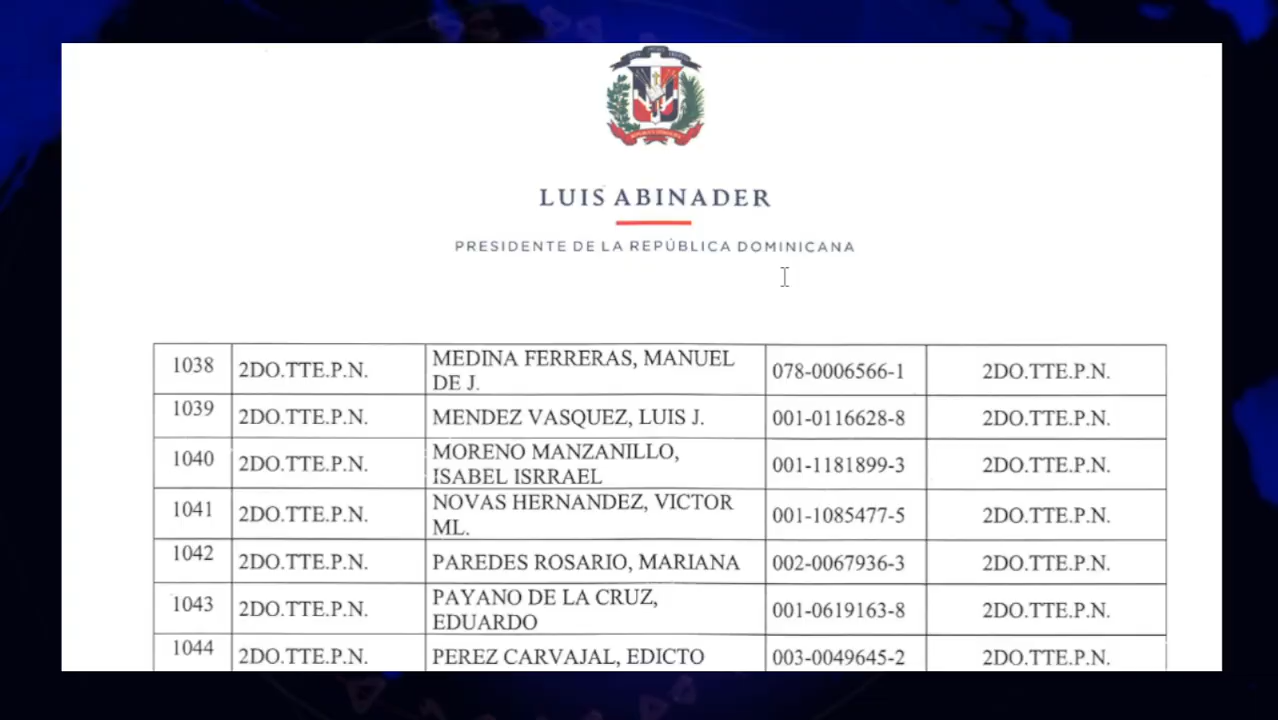 LUIS ABINADER
PRESIDENTE DE LA REPÚBLICA DOMINICANA
1038 2DO.TTE.P.N. MEDINA FERRERAS, MANUEL DE J. 078-0006566-1 2DO.TTE.P.N.
1039 2DO.TTE.P.N. MENDEZ VASQUEZ, LUIS J. 001-0116628-8 2DO.TTE.P.N.
1040 2DO.TTE.P.N. MORENO MANZANILLO, ISABEL ISRRAEL 001-1181899-3 2DO.TTE.P.N.
1041 2DO.TTE.P.N. NOVAS HERNANDEZ, VICTOR ML. 001-1085477-5 2DO.TTE.P.N.
1042 2DO.TTE.P.N. PAREDES ROSARIO, MARIANA 002-0067936-3 2DO.TTE.P.N.
1043 2DO.TTE.P.N. PAYANO DE LA CRUZ, EDUARDO 001-0619163-8 2DO.TTE.P.N.
1044 2DO.TTE.P.N. PEREZ CARVAJAL, EDICTO 003-0049645-2 2DO.TTE.P.N.